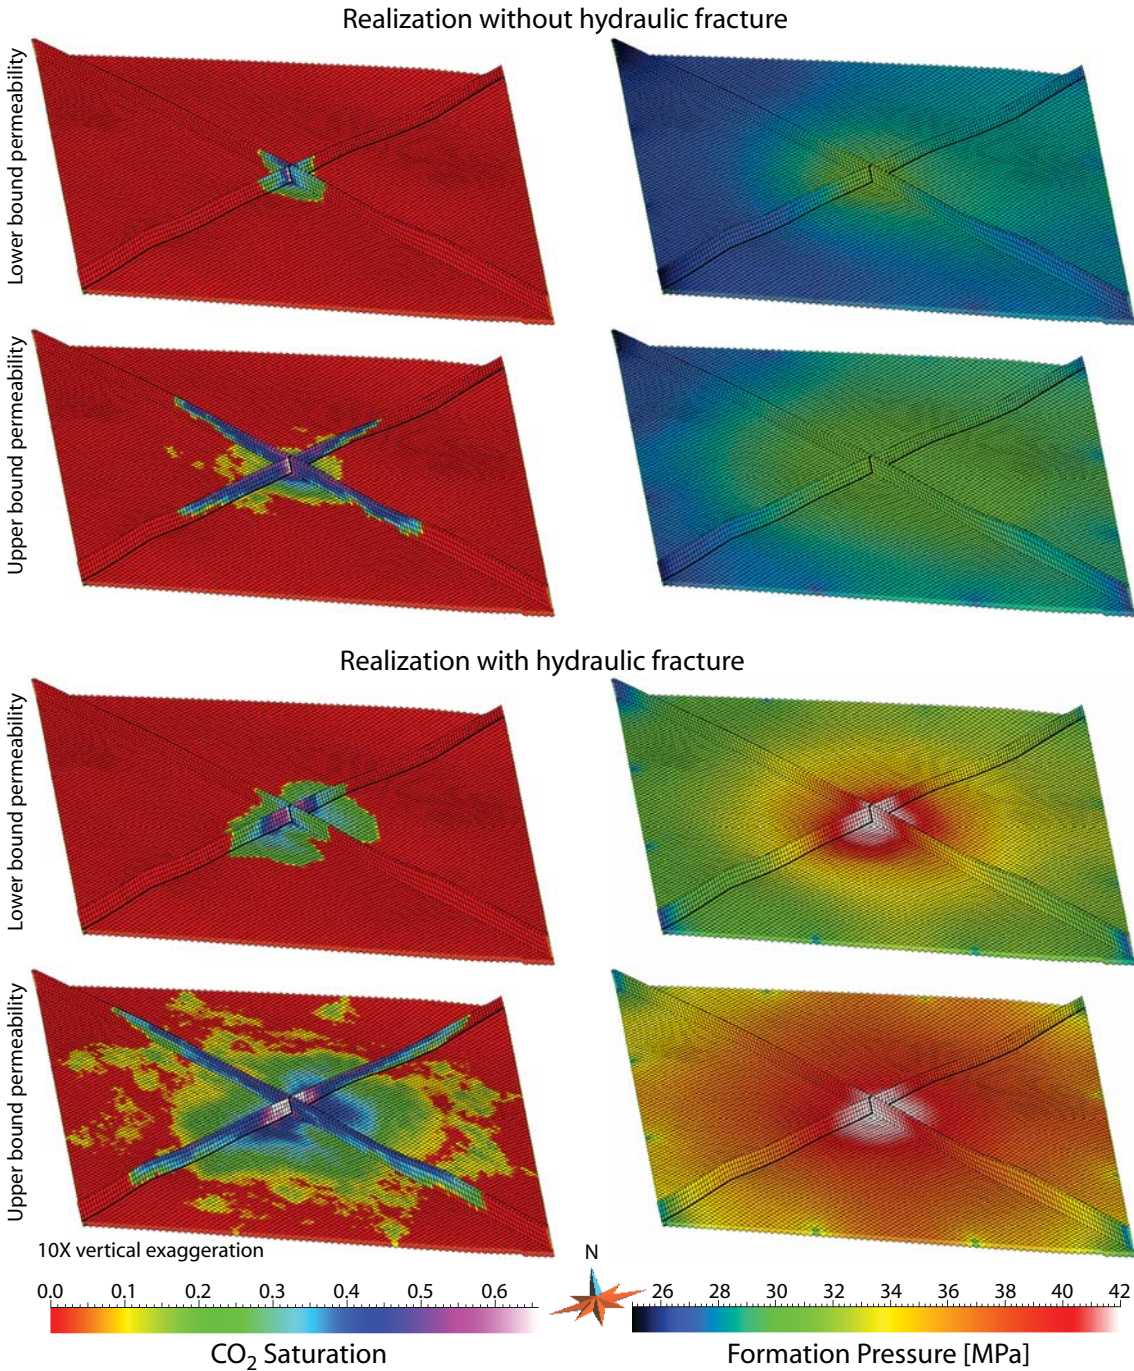 Realization without hydraulic fracture
Lower bound permeability
Upper bound permeability
Realization with hydraulic fracture
Lower bound permeability
Upper bound permeability
10X vertical exaggeration
N
0.0 0.1 0.2 0.3 0.4 0.5 0.6
26 28 30 32 34 36 38 40 42
CO2 Saturation
Formation Pressure [MPa]